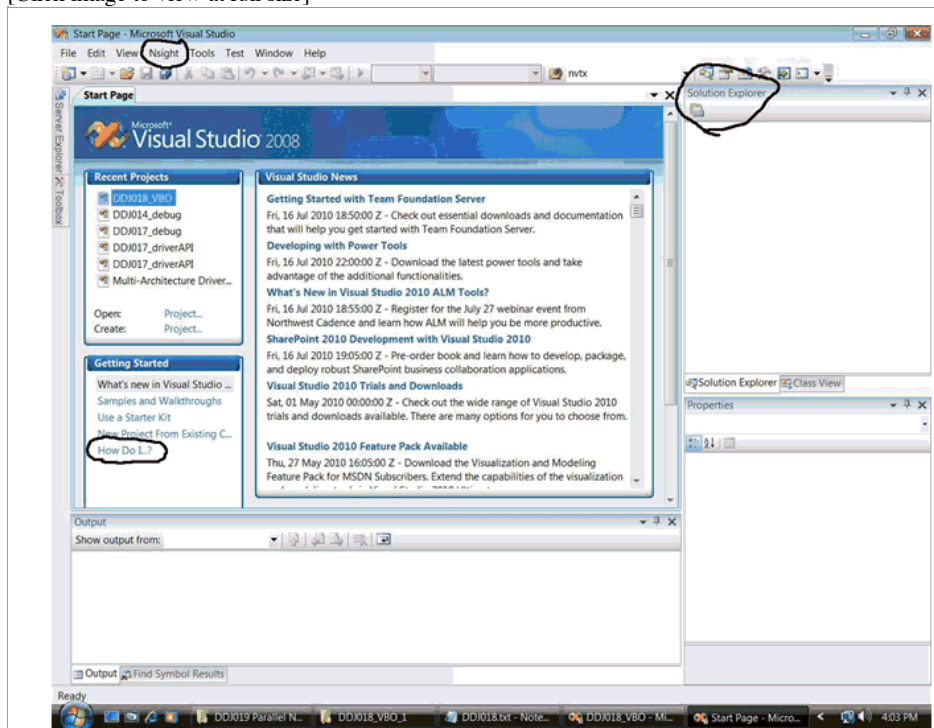 [Click image to view at full size]
Start Page - Microsoft Visual Studio
File Edit View Nsight Tools Test Window Help
nvtx
Server Explorer
Toolbox
Start Page
Microsoft
Visual Studio 2008
Recent Projects
DDJ018_VBO
DDJ014_debug
DDJ017_debug
DDJ017_driverAPI
DDJ017_driverAPI
Multi-Architecture Driver...
Open: Project...
Create: Project...
Getting Started
What's new in Visual Studio ...
Samples and Walkthroughs
Use a Starter Kit
New Project From Existing C...
How Do I..?
Visual Studio News
Getting Started with Team Foundation Server
Fri, 16 Jul 2010 18:50:00 Z - Check out essential downloads and documentation
that will help you get started with Team Foundation Server.
Developing with Power Tools
Fri, 16 Jul 2010 22:00:00 Z - Download the latest power tools and take
advantage of the additional functionalities.
What's New in Visual Studio 2010 ALM Tools?
Fri, 16 Jul 2010 18:55:00 Z - Register for the July 27 webinar event from
Northwest Cadence and learn how ALM will help you be more productive.
SharePoint 2010 Development with Visual Studio 2010
Fri, 16 Jul 2010 19:05:00 Z - Pre-order book and learn how to develop, package,
and deploy robust SharePoint business collaboration applications.
Visual Studio 2010 Trials and Downloads
Sat, 01 May 2010 00:00:00 Z - Check out the wide range of Visual Studio 2010
trials and downloads available. There are many options for you to choose from.
Visual Studio 2010 Feature Pack Available
Thu, 27 May 2010 16:05:00 Z - Download the Visualization and Modeling
Feature Pack for MSDN Subscribers. Extend the capabilities of the visualization
Solution Explorer
Solution Explorer Class View
Properties
Output
Show output from:
Output Find Symbol Results
Ready
DDJ019 Parallel N... DDJ018_VBO_1 DDJ018.txt - Note... DDJ018_VBO - Mi... Start Page - Micro... 4:03 PM